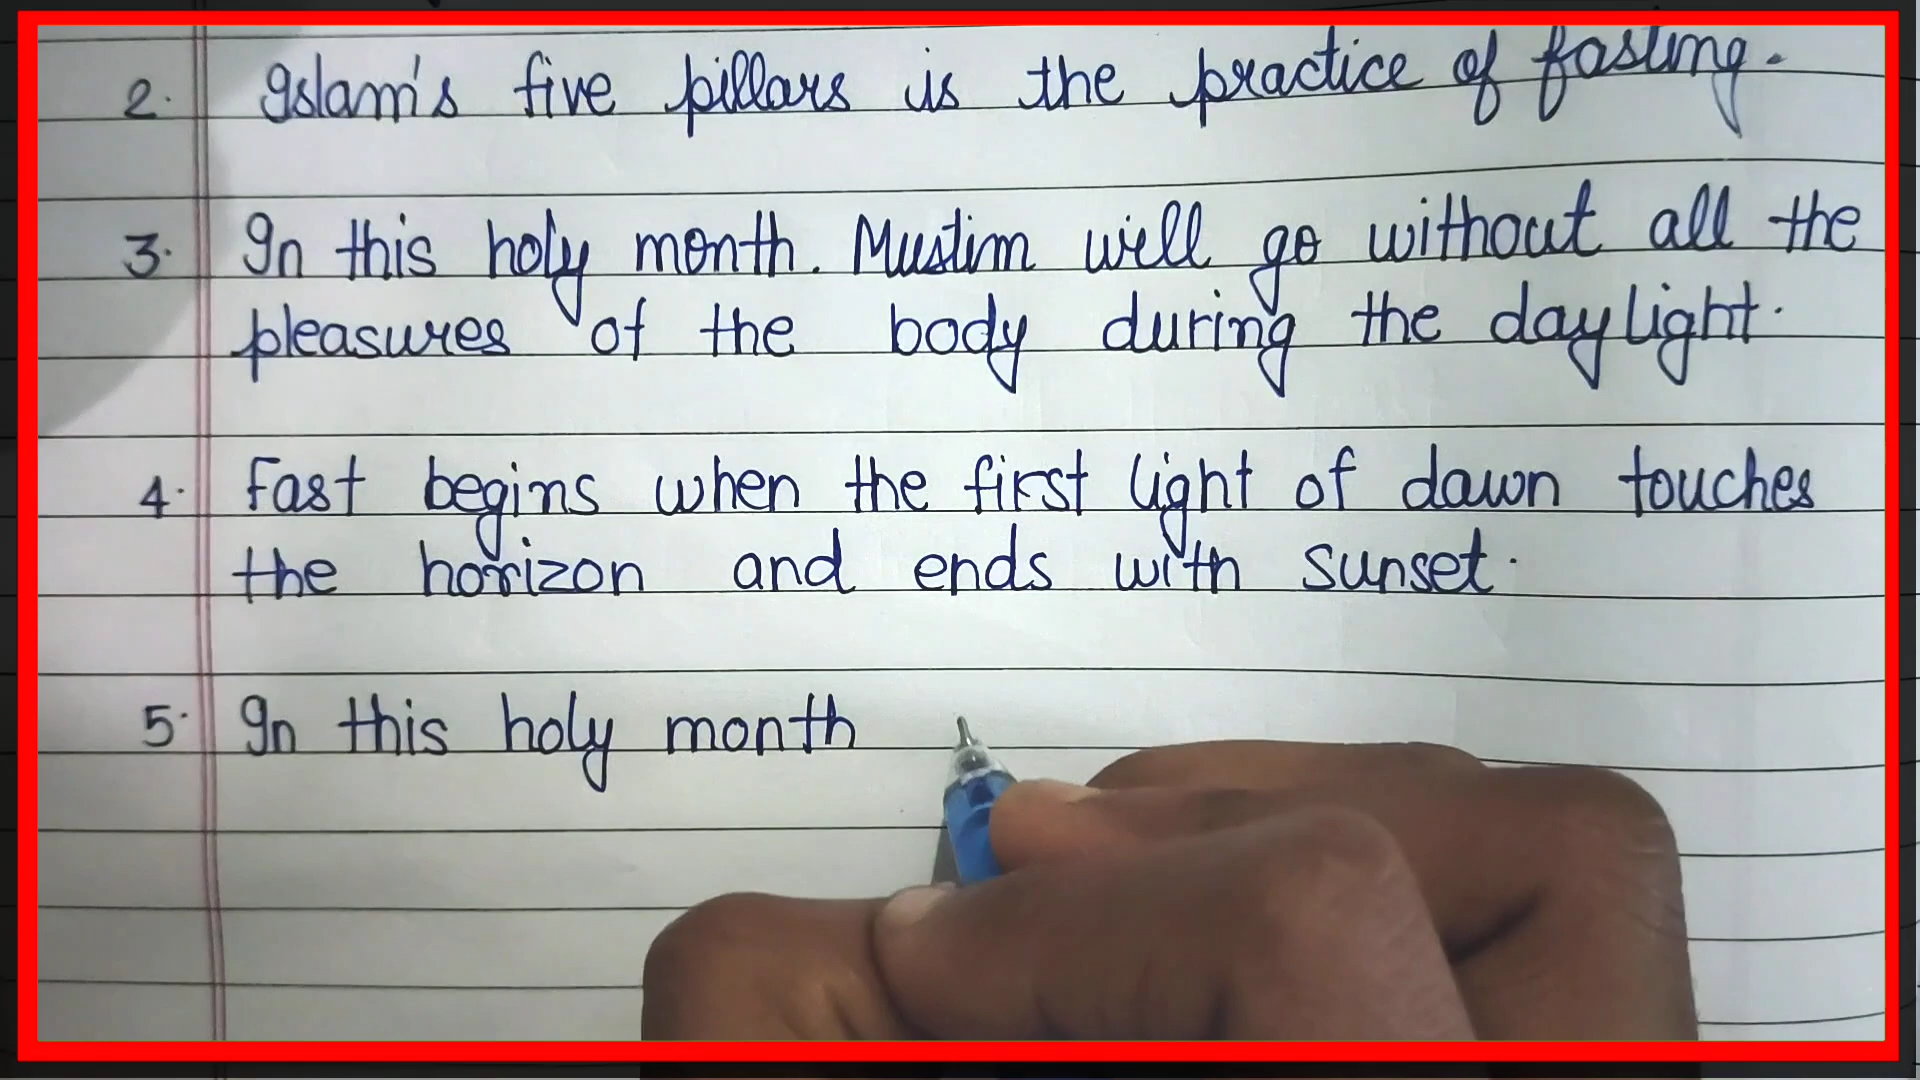 2. Islam's five pillars is the practice of fasting.
3. In this holy month. Muslim will go without all the
pleasures of the body during the daylight.
4. Fast begins when the first light of dawn touches
the horizon and ends with sunset.
5. In this holy month